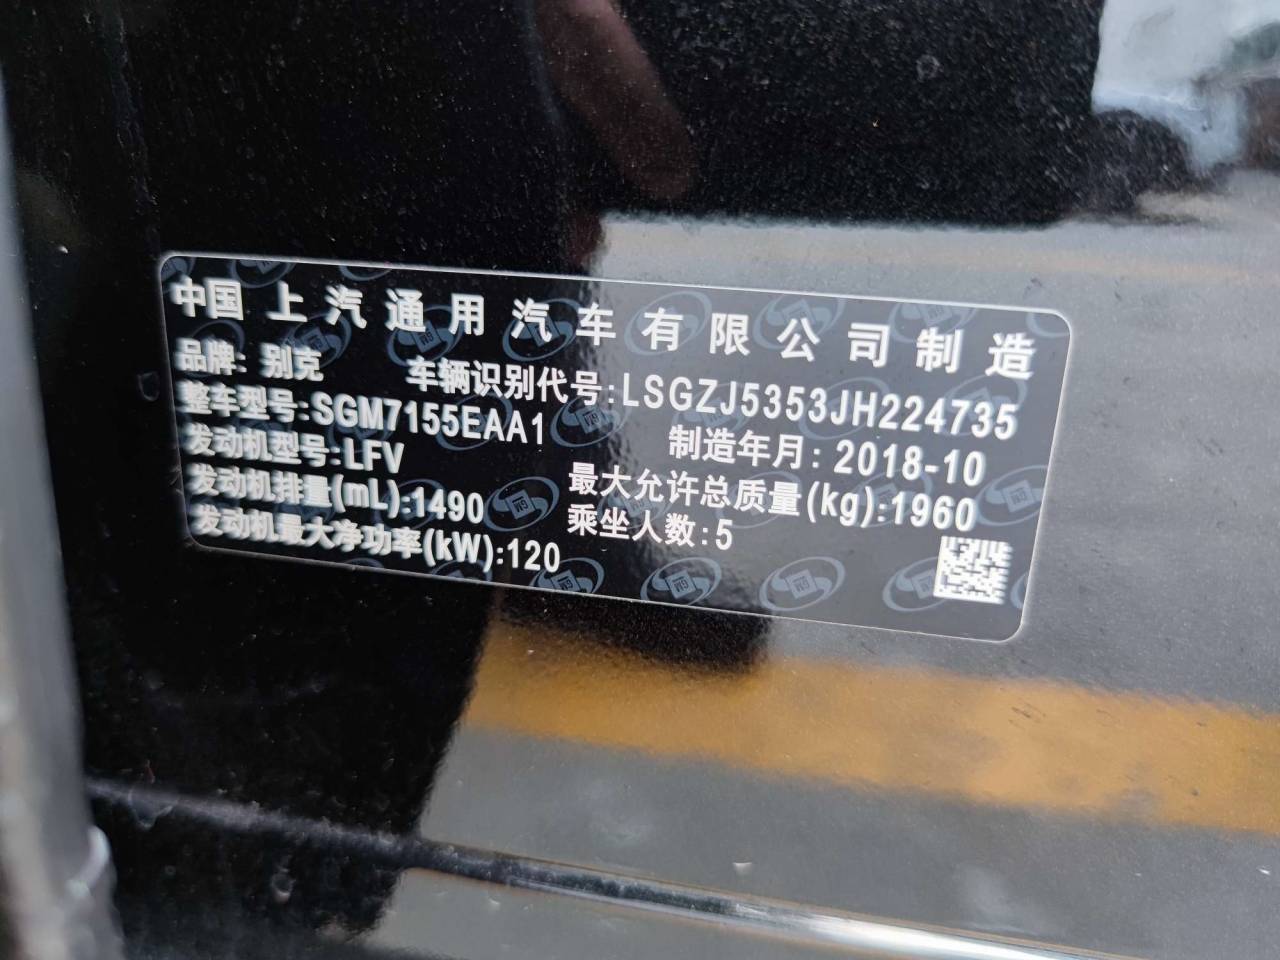 中国 上汽通用汽车有限公司制造
品牌: 别克 车辆识别代号:LSGZJ5353JH224735
整车型号:SGM7155EAA1 制造年月: 2018-10
发动机型号:LFV 最大允许总质量(kg):1960
发动机排量(mL):1490 乘坐人数:5
发动机最大净功率(kW):120